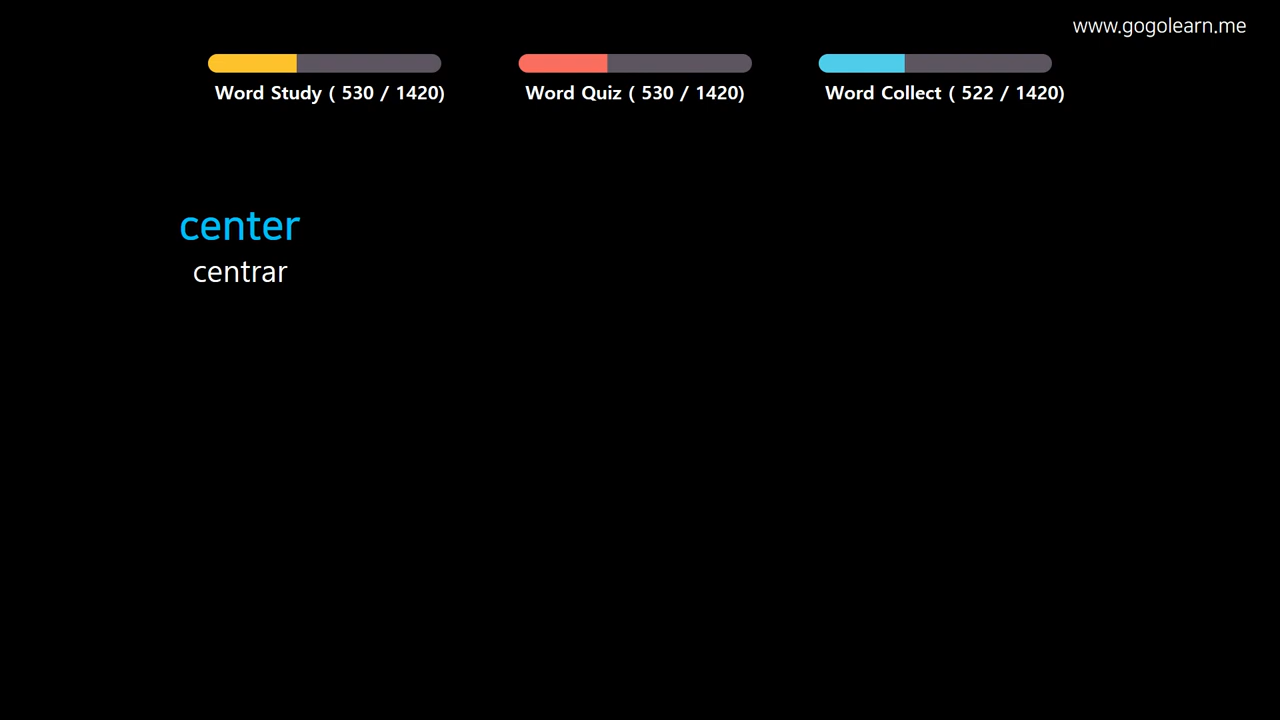 www.gogolearn.me
Word Study ( 530 / 1420)
Word Quiz ( 530 / 1420)
Word Collect ( 522 / 1420)
center
centrar